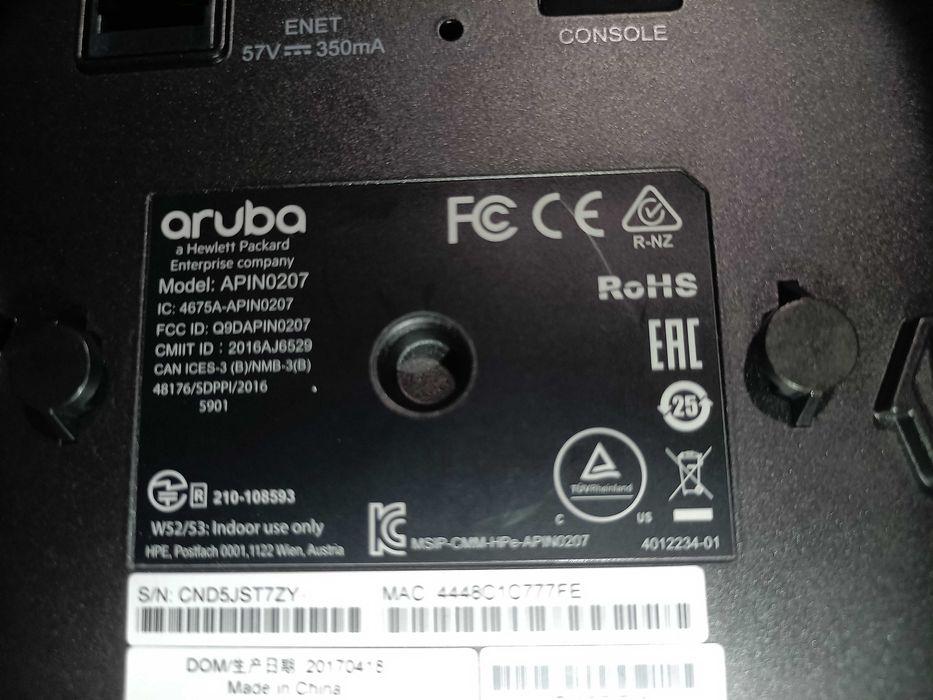 ENET
57V 350mA
CONSOLE
aruba
a Hewlett Packard
Enterprise company
Model: APIN0207
IC: 4675A-APIN0207
FCC ID: Q9DAPIN0207
CMIIT ID : 2016AJ6529
CAN ICES-3 (B)/NMB-3(B)
48176/SDPPI/2016
5901
FC CE
R-NZ
RoHS
EAC
25
TÜVRheinland
C US
R 210-108593
W52/53: Indoor use only
HPE, Postfach 0001,1122 Wien, Austria
MSIP-CMM-HPe-APIN0207
4012234-01
S/N: CND5JST7ZY
MAC
DOM/生产日期 20170418
Made in China